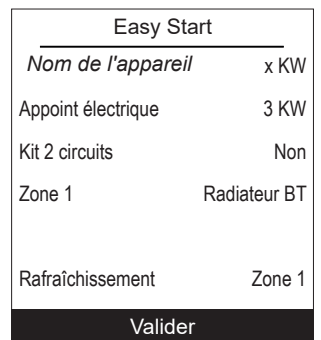 Easy Start
Nom de l'appareil x KW
Appoint électrique 3 KW
Kit 2 circuits Non
Zone 1 Radiateur BT
Rafraîchissement Zone 1
Valider